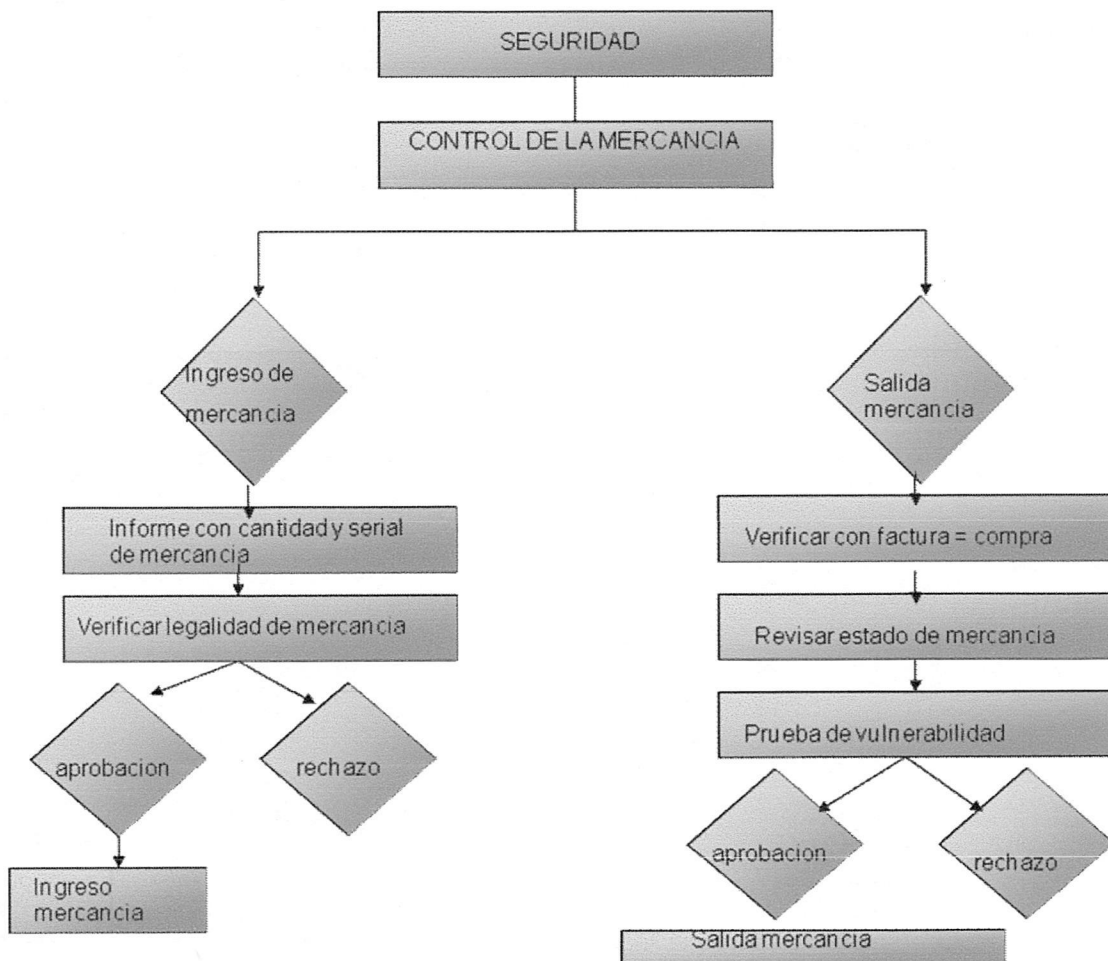 SEGURIDAD
CONTROL DE LA MERCANCIA
Ingreso de
mercancia
Informe con cantidad y serial
de mercancia
Verificar legalidad de mercancia
aprobacion
rechazo
Ingreso
mercancia
Salida
mercancia
Verificar con factura = compra
Revisar estado de mercancia
Prueba de vulnerabilidad
aprobacion
rechazo
Salida mercancia